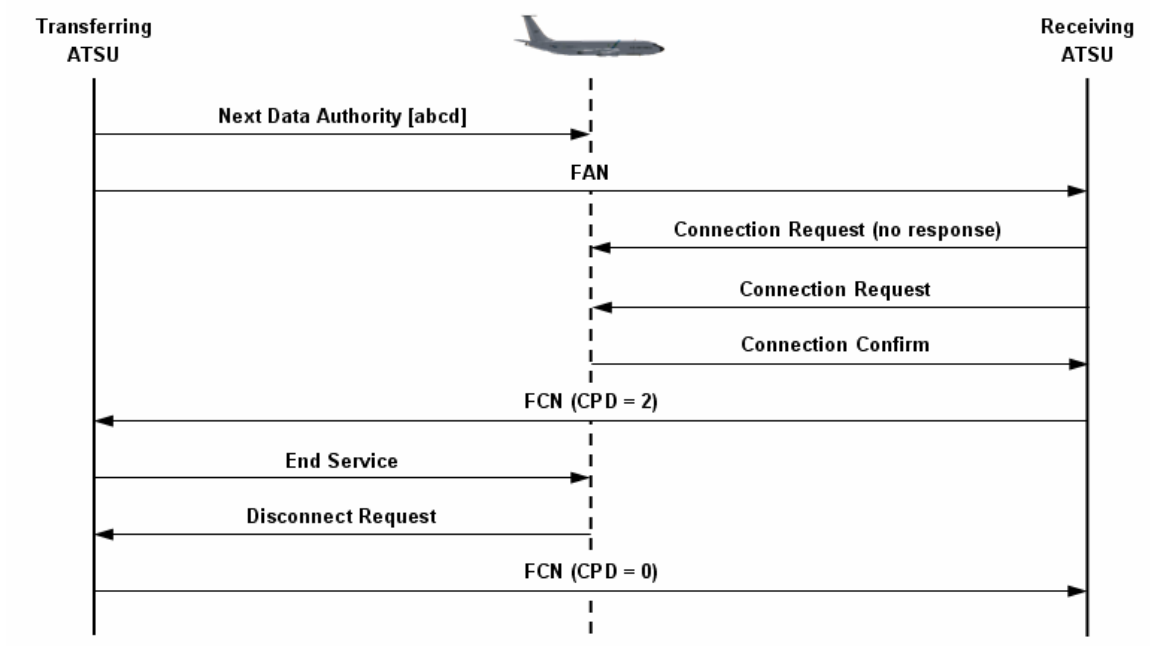 Transferring
ATSU
Receiving
ATSU
Next Data Authority [abcd]
FAN
Connection Request (no response)
Connection Request
Connection Confirm
FCN (CPD = 2)
End Service
Disconnect Request
FCN (CPD = 0)